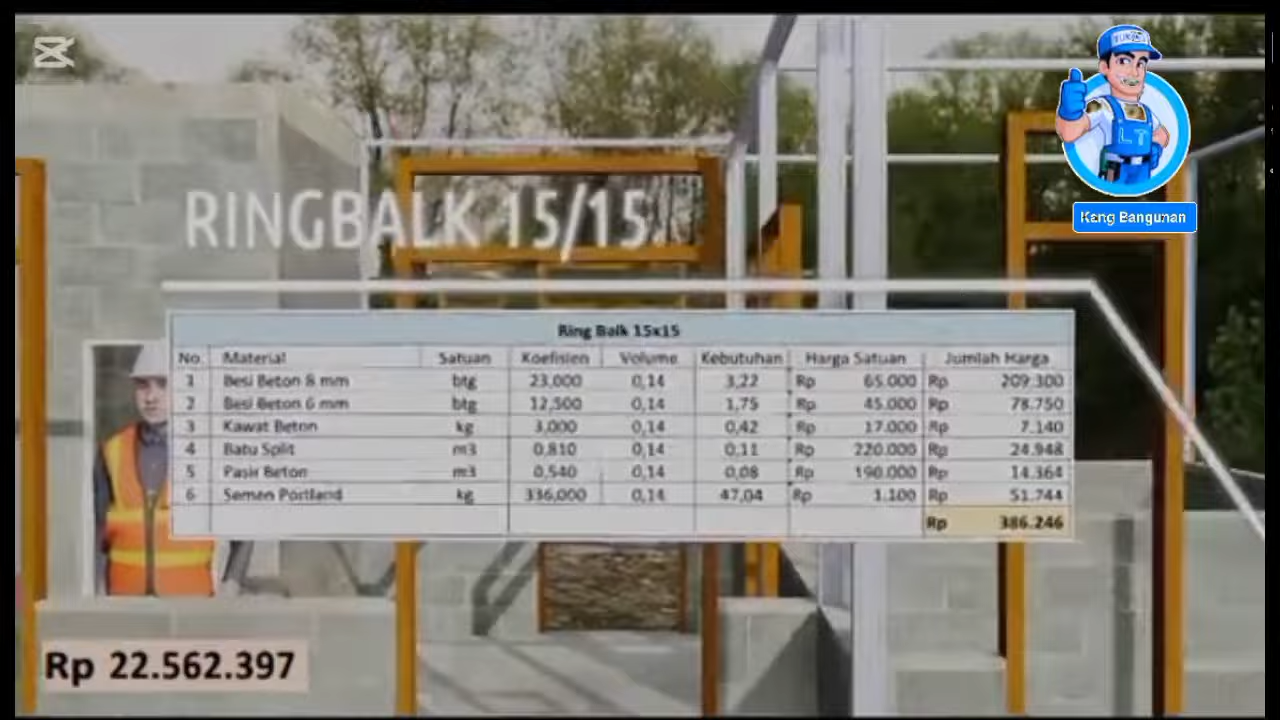 TUKANG
LT
Kang Bangunan
RINGBALK 15/15
Ring Balk 15x15
No. Material Satuan Koefisien Volume Kebutuhan Harga Satuan Jumlah Harga
1 Besi Beton 8 mm btg 23,000 0,14 3,22 Rp 65.000 Rp 209.300
2 Besi Beton 6 mm btg 12,500 0,14 1,75 Rp 45.000 Rp 78.750
3 Kawat Beton kg 3,000 0,14 0,42 Rp 17.000 Rp 7.140
4 Batu Split m3 0,810 0,14 0,11 Rp 220.000 Rp 24.948
5 Pasir Beton m3 0,540 0,14 0,08 Rp 190.000 Rp 14.364
6 Semen Portland kg 336,000 0,14 47,04 Rp 1.100 Rp 51.744
Rp 386.246
Rp 22.562.397